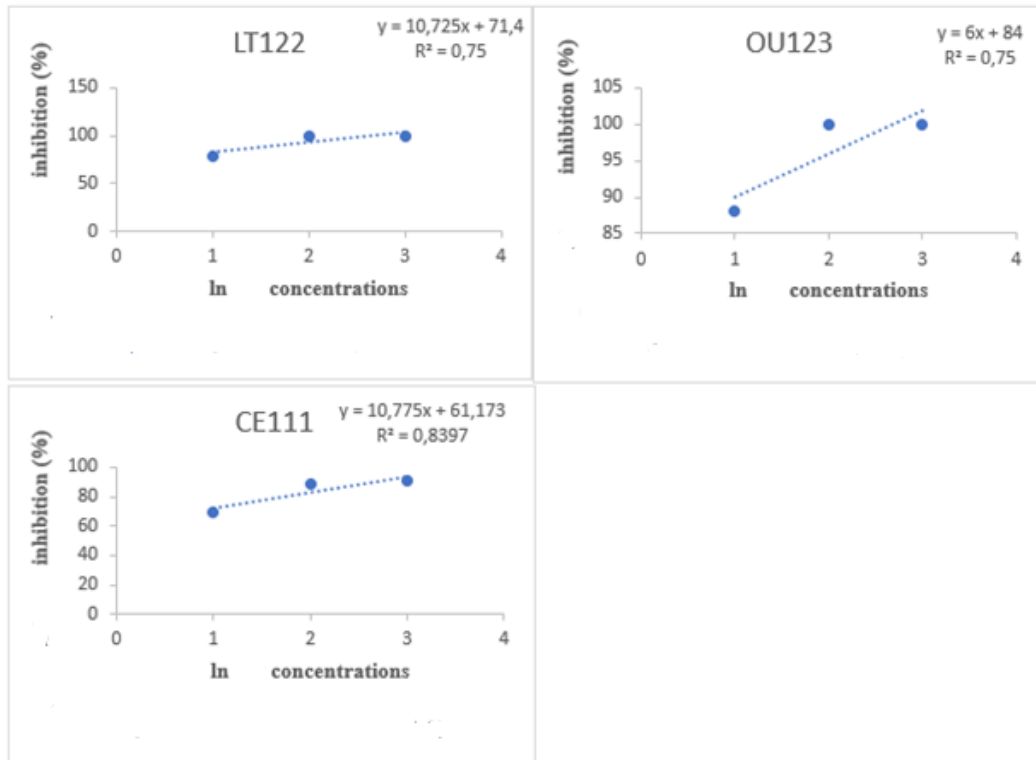 LT122
y = 10,725x + 71,4
R² = 0,75
inhibition (%)
150
100
50
0
0 1 2 3 4
ln concentrations
OU123
y = 6x + 84
R² = 0,75
inhibition (%)
105
100
95
90
85
0 1 2 3 4
ln concentrations
CE111
y = 10,775x + 61,173
R² = 0,8397
inhibition (%)
100
80
60
40
20
0
0 1 2 3 4
ln concentrations